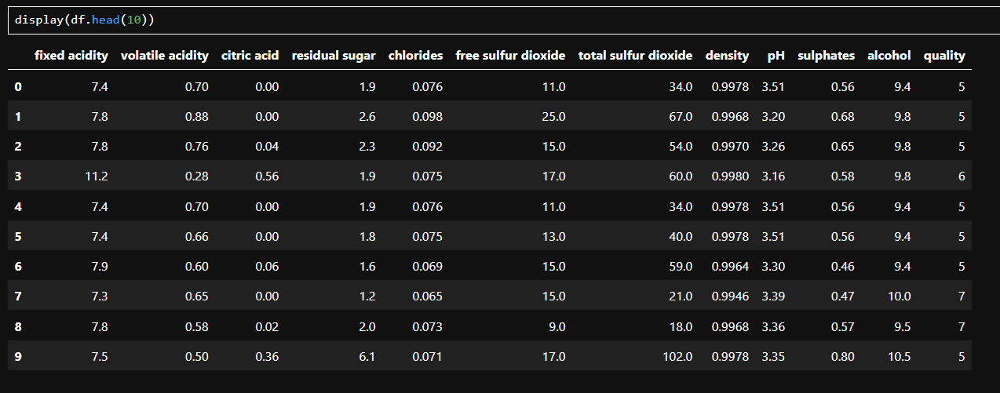 display(df.head(10))
fixed acidity volatile acidity citric acid residual sugar chlorides free sulfur dioxide total sulfur dioxide density pH sulphates alcohol quality
0 7.4 0.70 0.00 1.9 0.076 11.0 34.0 0.9978 3.51 0.56 9.4 5
1 7.8 0.88 0.00 2.6 0.098 25.0 67.0 0.9968 3.20 0.68 9.8 5
2 7.8 0.76 0.04 2.3 0.092 15.0 54.0 0.9970 3.26 0.65 9.8 5
3 11.2 0.28 0.56 1.9 0.075 17.0 60.0 0.9980 3.16 0.58 9.8 6
4 7.4 0.70 0.00 1.9 0.076 11.0 34.0 0.9978 3.51 0.56 9.4 5
5 7.4 0.66 0.00 1.8 0.075 13.0 40.0 0.9978 3.51 0.56 9.4 5
6 7.9 0.60 0.06 1.6 0.069 15.0 59.0 0.9964 3.30 0.46 9.4 5
7 7.3 0.65 0.00 1.2 0.065 15.0 21.0 0.9946 3.39 0.47 10.0 7
8 7.8 0.58 0.02 2.0 0.073 9.0 18.0 0.9968 3.36 0.57 9.5 7
9 7.5 0.50 0.36 6.1 0.071 17.0 102.0 0.9978 3.35 0.80 10.5 5